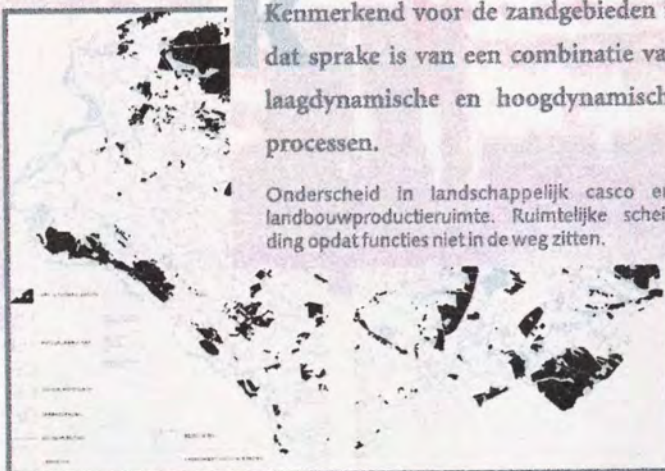 Kenmerkend voor de zandgebieden
dat sprake is van een combinatie va
laagdynamische en hoogdynamisch
processen.
Onderscheid in landschappelijk casco en
landbouwproductieruimte. Ruimtelijke schei
ding opdat functies niet in de weg zitten.